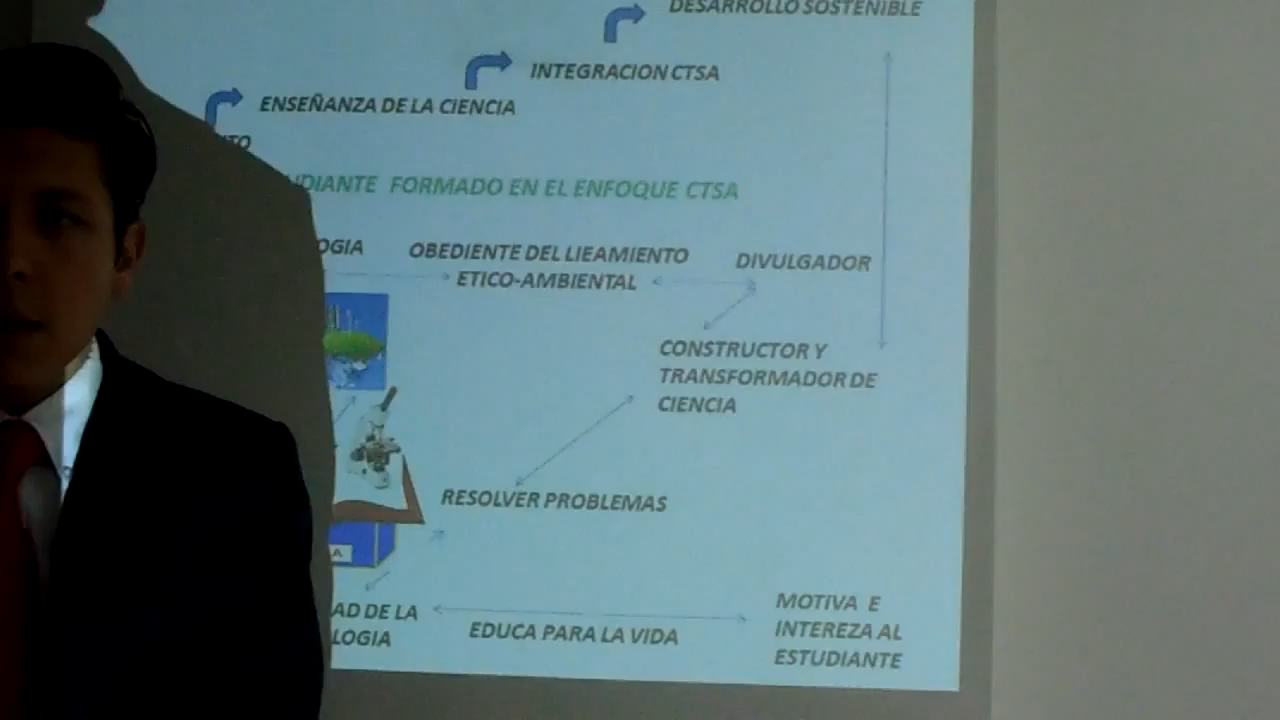 DESARROLLO SOSTENIBLE
INTEGRACION CTSA
ENSEÑANZA DE LA CIENCIA
TO
DIANTE FORMADO EN EL ENFOQUE CTSA
OGIA
OBEDIENTE DEL LIEAMIENTO
ETICO-AMBIENTAL
DIVULGADOR
CONSTRUCTOR Y
TRANSFORMADOR DE
CIENCIA
RESOLVER PROBLEMAS
A
AD DE LA
LOGIA
EDUCA PARA LA VIDA
MOTIVA E
INTEREZA AL
ESTUDIANTE